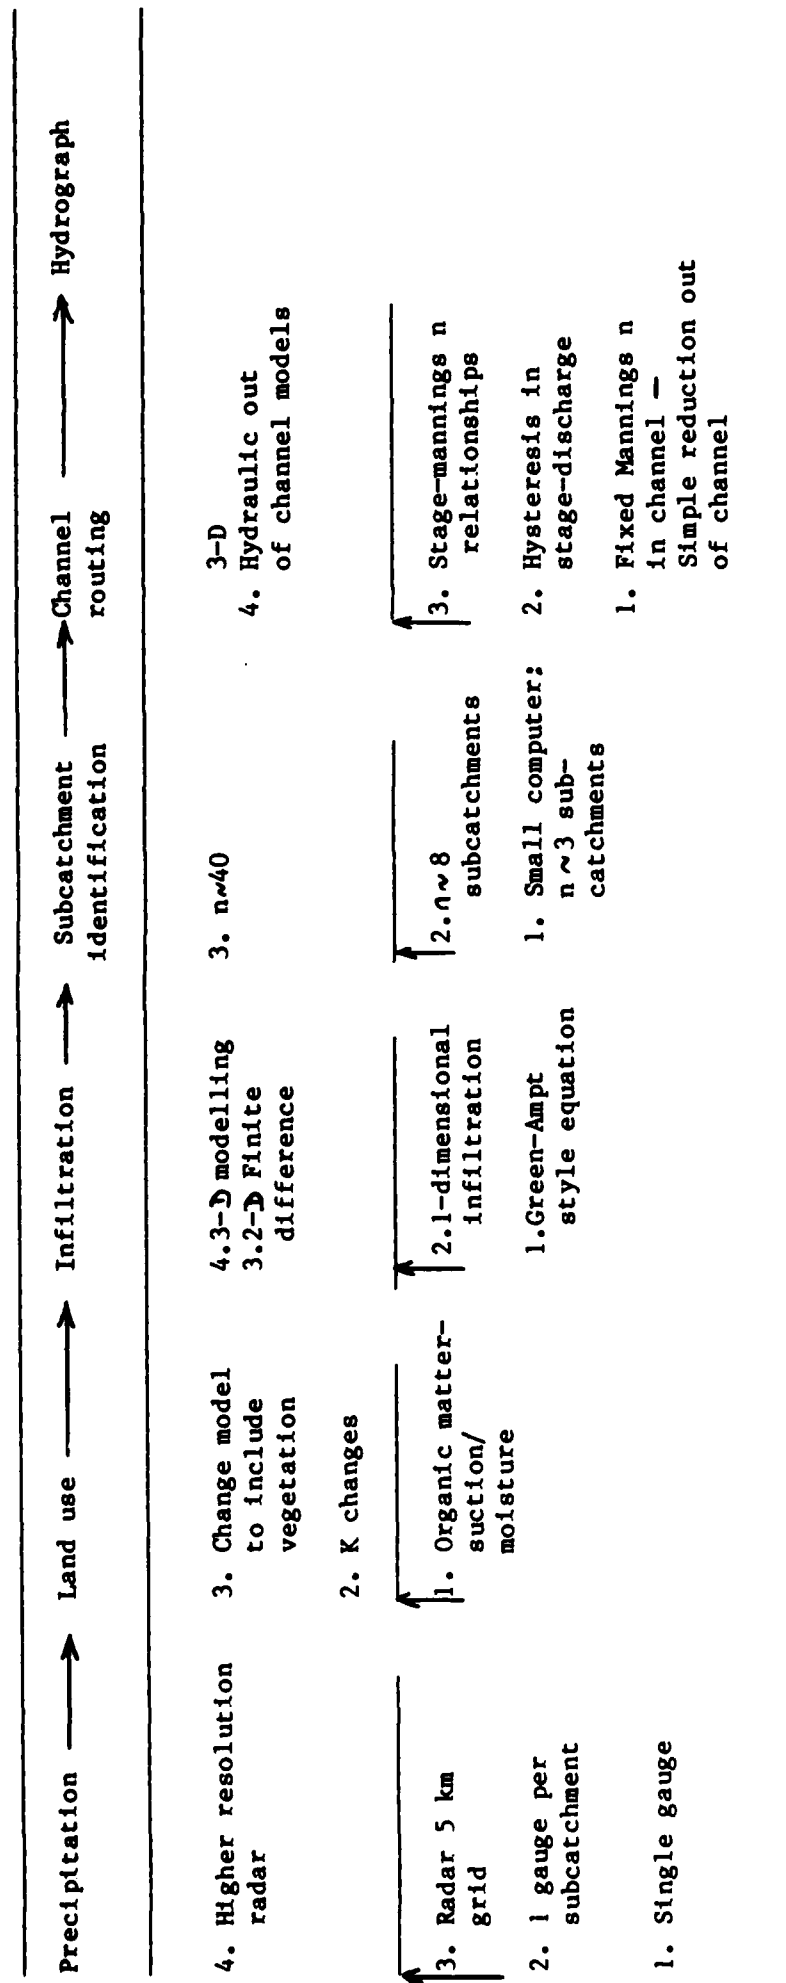 Precipitation → Land use → Infiltration → Subcatchment → Channel → Hydrograph
identification
routing
4. Higher resolution
radar
3. Radar 5 km
grid
2. 1 gauge per
subcatchment
1. Single gauge
3. Change model
to include
vegetation
2. K changes
1. Organic matter-
suction/
moisture
4.3-D modelling
3.2-D Finite
difference
2.1-dimensional
infiltration
1.Green-Ampt
style equation
3. n~40
2.n~8
subcatchments
1. Small computer:
n ~3 sub-
catchments
3-D
4. Hydraulic out
of channel models
3. Stage-mannings n
relationships
2. Hysteresis in
stage-discharge
1. Fixed Mannings n
in channel —
Simple reduction out
of channel